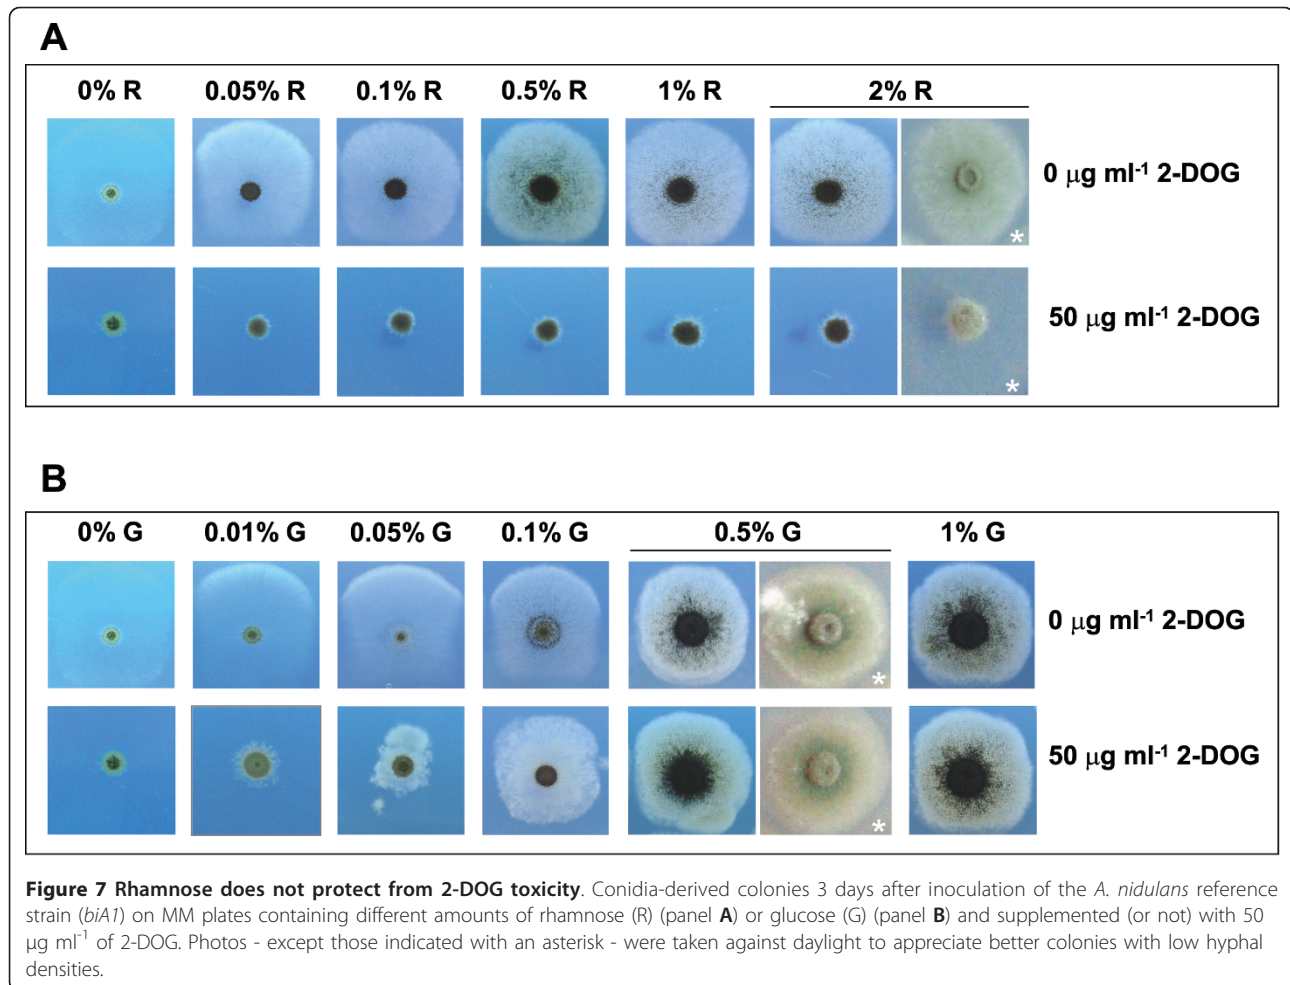 A
0% R 0.05% R 0.1% R 0.5% R 1% R 2% R
0 μg ml-1 2-DOG
*
50 μg ml-1 2-DOG
*
B
0% G 0.01% G 0.05% G 0.1% G 0.5% G 1% G
0 μg ml-1 2-DOG
*
50 μg ml-1 2-DOG
*
Figure 7 Rhamnose does not protect from 2-DOG toxicity. Conidia-derived colonies 3 days after inoculation of the A. nidulans reference
strain (biA1) on MM plates containing different amounts of rhamnose (R) (panel A) or glucose (G) (panel B) and supplemented (or not) with 50
μg ml-1 of 2-DOG. Photos - except those indicated with an asterisk - were taken against daylight to appreciate better colonies with low hyphal
densities.